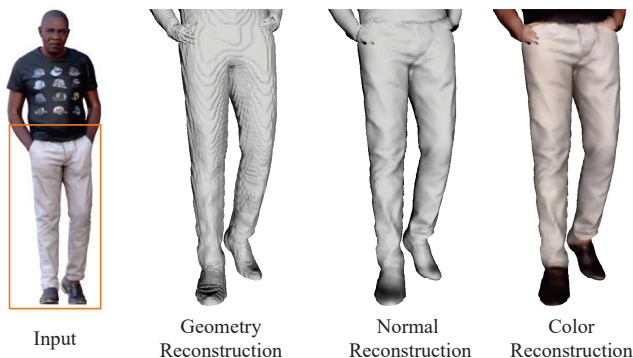 Input
Geometry
Reconstruction
Normal
Reconstruction
Color
Reconstruction